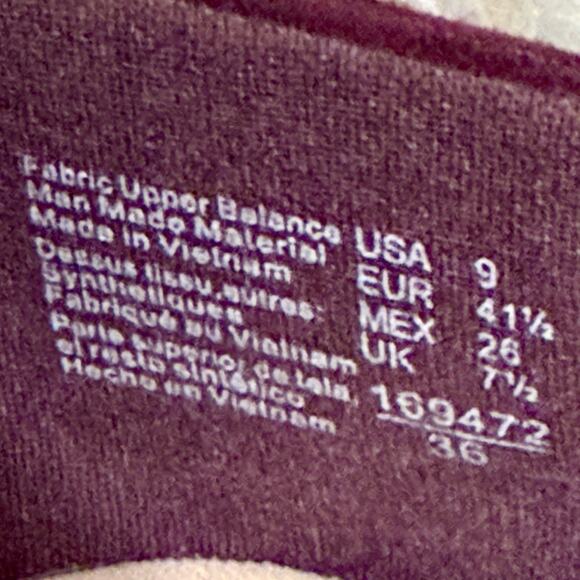 Fabric Upper Balance
Man Made Material
Made in Vietnam
Dessus tissu, autres:
Synthetiques
Fabriqué au Vietnam
Parte superior de tela,
el resto sintético
Hecho en Vietnam
USA 9
EUR 41½
MEX 26
UK 7½
169472
36